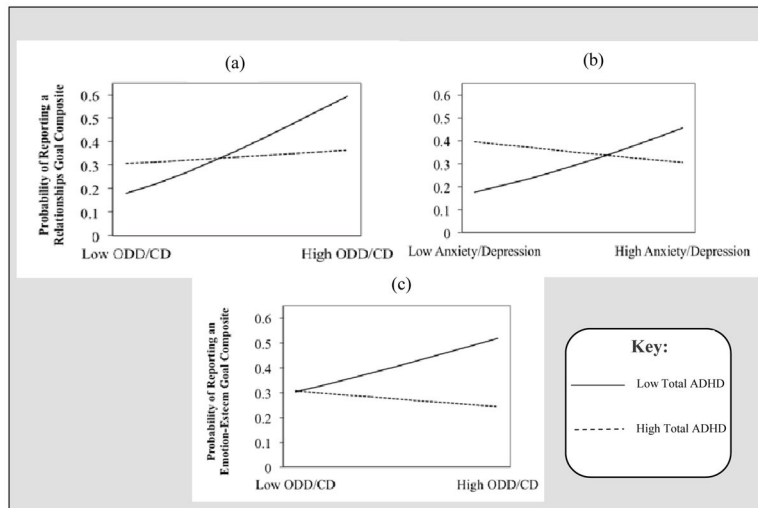 (a)
Probability of Reporting a
Relationships Goal Composite
0.6
0.5
0.4
0.3
0.2
0.1
0
Low ODD/CD High ODD/CD
(b)
0.6
0.5
0.4
0.3
0.2
0.1
0
Low Anxiety/Depression High Anxiety/Depression
(c)
Probability of Reporting an
Emotion-Esteem Goal Composite
0.6
0.5
0.4
0.3
0.2
0.1
0
Low ODD/CD High ODD/CD
Key:
Low Total ADHD
High Total ADHD